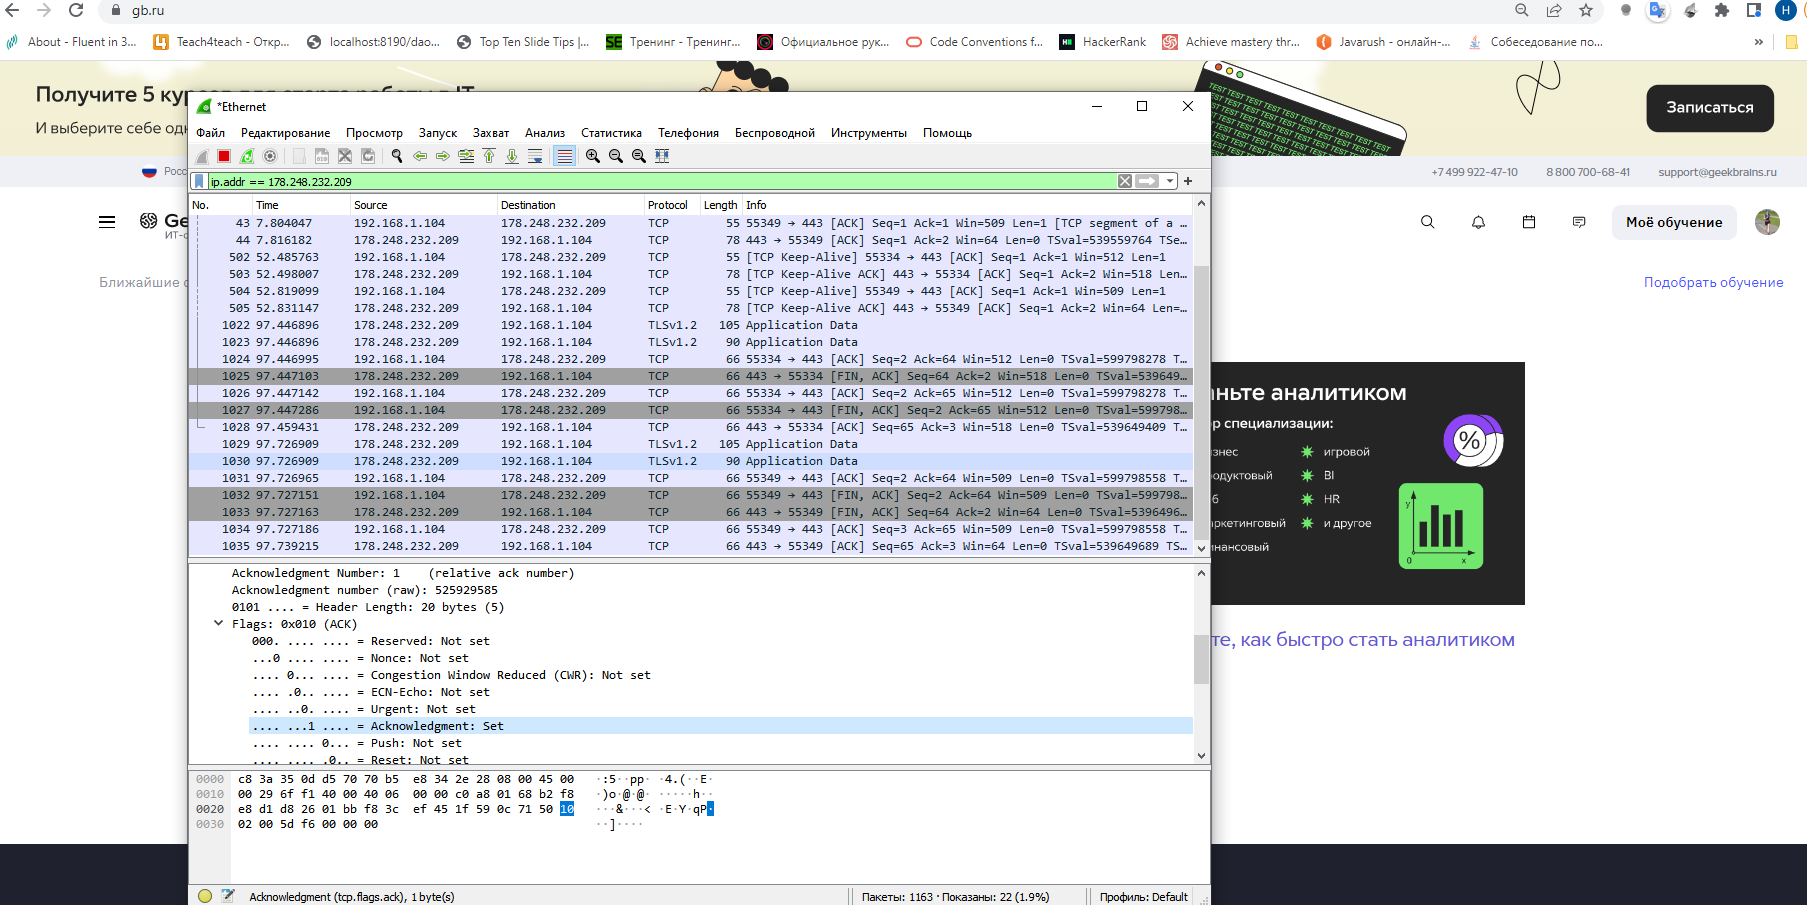 gb.ru
H
About - Fluent in 3...
Teach4teach - Откр...
localhost:8190/dao...
Top Ten Slide Tips |...
Тренинг - Тренинг...
Официальное рук...
Code Conventions f...
HackerRank
Achieve mastery thr...
Javarush - онлайн-...
Собеседование по...
»
Получите 5
И выберите себе
TEST TEST TEST TEST TEST
Записаться
Росс
+7 499 922-47-10
8 800 700-68-41
support@geekbrains.ru
Ge
Моё обучение
Ближайшие
Подобрать обучение
*Ethernet
Файл Редактирование Просмотр Запуск Захват Анализ Статистика Телефония Беспроводной Инструменты Помощь
ip.addr == 178.248.232.209
No. Time Source Destination Protocol Length Info
43 7.804047 192.168.1.104 178.248.232.209 TCP 55 55349 → 443 [ACK] Seq=1 Ack=1 Win=509 Len=1 [TCP segment of a …
44 7.816182 178.248.232.209 192.168.1.104 TCP 78 443 → 55349 [ACK] Seq=1 Ack=2 Win=64 Len=0 TSval=539559764 TSe…
502 52.485763 192.168.1.104 178.248.232.209 TCP 55 [TCP Keep-Alive] 55334 → 443 [ACK] Seq=1 Ack=1 Win=512 Len=1
503 52.498007 178.248.232.209 192.168.1.104 TCP 78 [TCP Keep-Alive ACK] 443 → 55334 [ACK] Seq=1 Ack=2 Win=518 Len…
504 52.819099 192.168.1.104 178.248.232.209 TCP 55 [TCP Keep-Alive] 55349 → 443 [ACK] Seq=1 Ack=1 Win=509 Len=1
505 52.831147 178.248.232.209 192.168.1.104 TCP 78 [TCP Keep-Alive ACK] 443 → 55349 [ACK] Seq=1 Ack=2 Win=64 Len=…
1022 97.446896 178.248.232.209 192.168.1.104 TLSv1.2 105 Application Data
1023 97.446896 178.248.232.209 192.168.1.104 TLSv1.2 90 Application Data
1024 97.446995 192.168.1.104 178.248.232.209 TCP 66 55334 → 443 [ACK] Seq=2 Ack=64 Win=512 Len=0 TSval=599798278 T…
1025 97.447103 178.248.232.209 192.168.1.104 TCP 66 443 → 55334 [FIN, ACK] Seq=64 Ack=2 Win=518 Len=0 TSval=539649…
1026 97.447142 192.168.1.104 178.248.232.209 TCP 66 55334 → 443 [ACK] Seq=2 Ack=65 Win=512 Len=0 TSval=599798278 T…
1027 97.447286 192.168.1.104 178.248.232.209 TCP 66 55334 → 443 [FIN, ACK] Seq=2 Ack=65 Win=512 Len=0 TSval=599798…
1028 97.459431 178.248.232.209 192.168.1.104 TCP 66 443 → 55334 [ACK] Seq=65 Ack=3 Win=518 Len=0 TSval=539649409 T…
1029 97.726909 178.248.232.209 192.168.1.104 TLSv1.2 105 Application Data
1030 97.726909 178.248.232.209 192.168.1.104 TLSv1.2 90 Application Data
1031 97.726965 192.168.1.104 178.248.232.209 TCP 66 55349 → 443 [ACK] Seq=2 Ack=64 Win=509 Len=0 TSval=599798558 T…
1032 97.727151 192.168.1.104 178.248.232.209 TCP 66 55349 → 443 [FIN, ACK] Seq=2 Ack=64 Win=509 Len=0 TSval=599798…
1033 97.727163 178.248.232.209 192.168.1.104 TCP 66 443 → 55349 [FIN, ACK] Seq=64 Ack=2 Win=64 Len=0 TSval=5396496…
1034 97.727186 192.168.1.104 178.248.232.209 TCP 66 55349 → 443 [ACK] Seq=3 Ack=65 Win=509 Len=0 TSval=599798558 T…
1035 97.739215 178.248.232.209 192.168.1.104 TCP 66 443 → 55349 [ACK] Seq=65 Ack=3 Win=64 Len=0 TSval=539649689 TS…
Acknowledgment Number: 1 (relative ack number)
Acknowledgment number (raw): 525929585
0101 .... = Header Length: 20 bytes (5)
Flags: 0x010 (ACK)
000. .... .... = Reserved: Not set
...0 .... .... = Nonce: Not set
.... 0... .... = Congestion Window Reduced (CWR): Not set
.... .0.. .... = ECN-Echo: Not set
.... ..0. .... = Urgent: Not set
.... ...1 .... = Acknowledgment: Set
.... .... 0... = Push: Not set
.... .... .0.. = Reset: Not set
0000 c8 3a 35 0d d5 70 70 b5 e8 34 2e 28 08 00 45 00 ·:5··pp· ·4.(··E·
0010 00 29 6f f1 40 00 40 06 00 00 c0 a8 01 68 b2 f8 ·)o·@·@· ·····h··
0020 e8 d1 d8 26 01 bb f8 3c ef 45 1f 59 0c 71 50 10 ···&···< ·E·Y·qP·
0030 02 00 5d f6 00 00 00 ··]····
Acknowledgment (tcp.flags.ack), 1 byte(s)
Пакеты: 1163 · Показаны: 22 (1.9%)
Профиль: Default
ньте аналитиком
р специализации:
знес
игровой
одуктовый
BI
б
HR
аркетинговый
и другое
инансовый
%
y
0
x
те, как быстро стать аналитиком